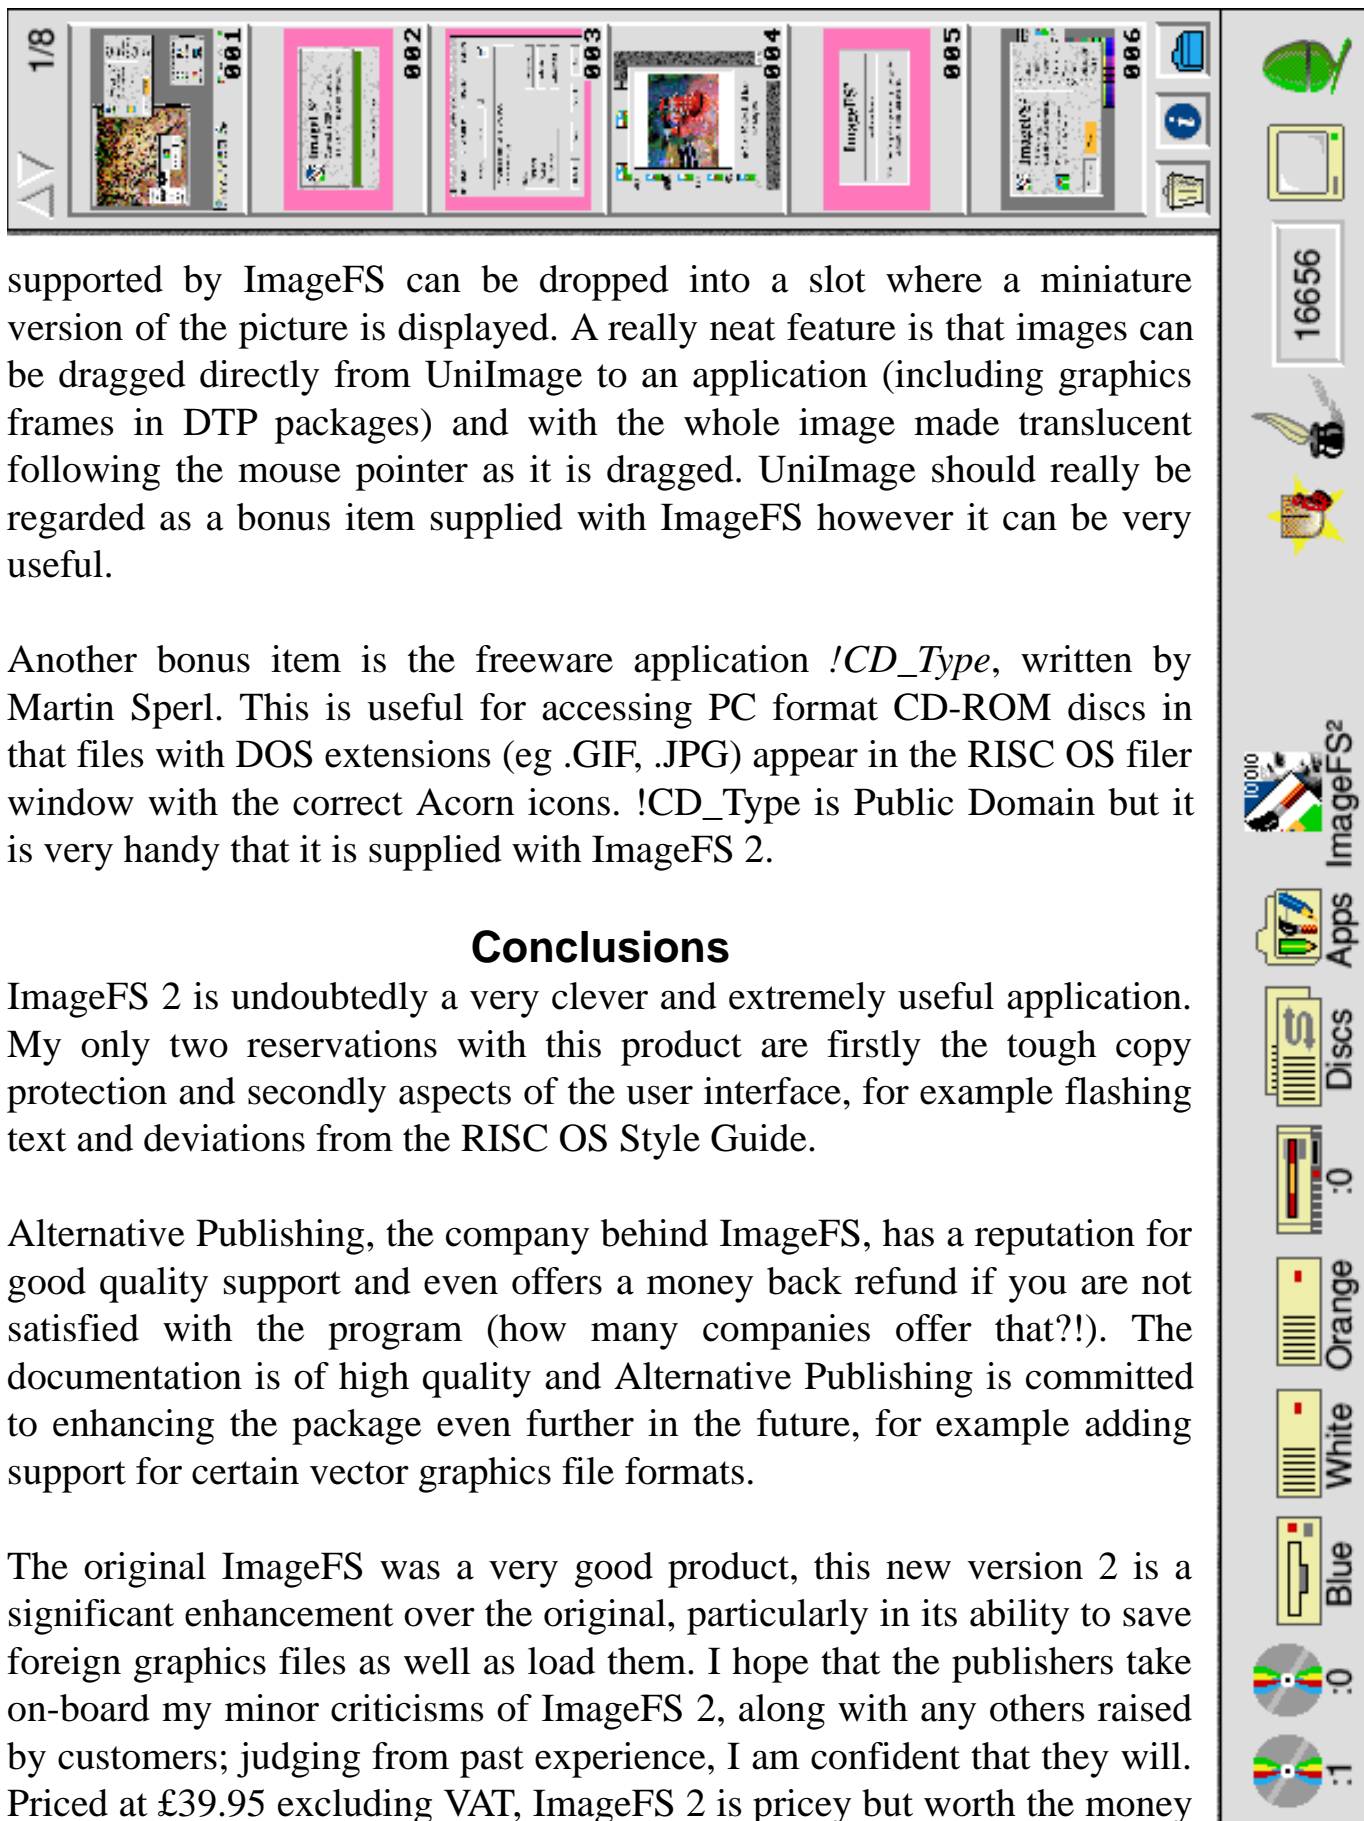 1/8
001
002
003
004
005
006
ImageFS²
ImageFS²
ImageFS²
supported by ImageFS can be dropped into a slot where a miniature
version of the picture is displayed. A really neat feature is that images can
be dragged directly from UniImage to an application (including graphics
frames in DTP packages) and with the whole image made translucent
following the mouse pointer as it is dragged. UniImage should really be
regarded as a bonus item supplied with ImageFS however it can be very
useful.
Another bonus item is the freeware application !CD_Type, written by
Martin Sperl. This is useful for accessing PC format CD-ROM discs in
that files with DOS extensions (eg .GIF, .JPG) appear in the RISC OS filer
window with the correct Acorn icons. !CD_Type is Public Domain but it
is very handy that it is supplied with ImageFS 2.
Conclusions
ImageFS 2 is undoubtedly a very clever and extremely useful application.
My only two reservations with this product are firstly the tough copy
protection and secondly aspects of the user interface, for example flashing
text and deviations from the RISC OS Style Guide.
Alternative Publishing, the company behind ImageFS, has a reputation for
good quality support and even offers a money back refund if you are not
satisfied with the program (how many companies offer that?!). The
documentation is of high quality and Alternative Publishing is committed
to enhancing the package even further in the future, for example adding
support for certain vector graphics file formats.
The original ImageFS was a very good product, this new version 2 is a
significant enhancement over the original, particularly in its ability to save
foreign graphics files as well as load them. I hope that the publishers take
on-board my minor criticisms of ImageFS 2, along with any others raised
by customers; judging from past experience, I am confident that they will.
Priced at £39.95 excluding VAT, ImageFS 2 is pricey but worth the money
:1
:0
Blue
White
Orange
:0
Discs
Apps
ImageFS²
16656